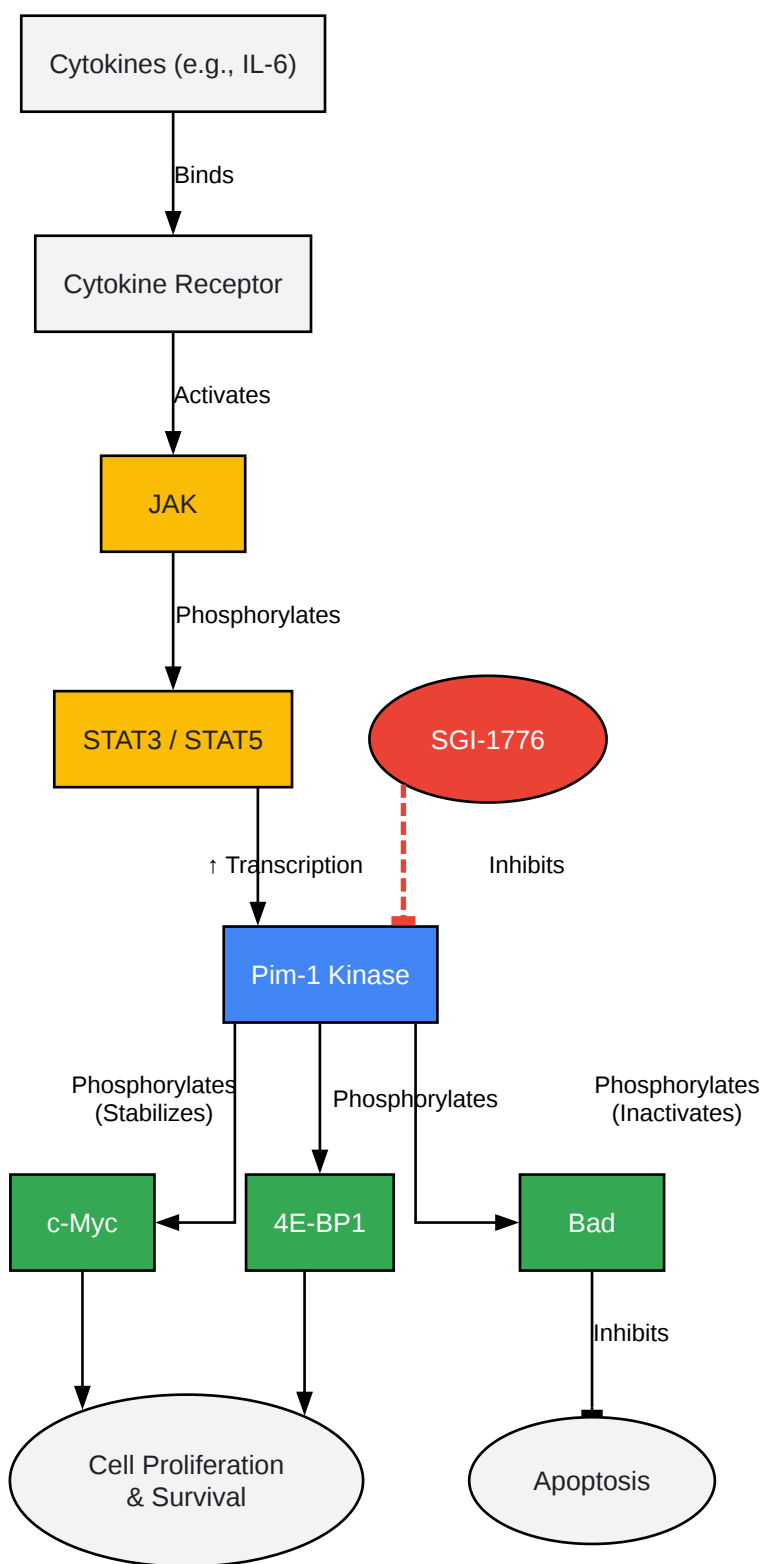 Cytokines (e.g., IL-6)
Binds
Cytokine Receptor
Activates
JAK
Phosphorylates
STAT3 / STAT5
SGI-1776
↑ Transcription
Inhibits
Pim-1 Kinase
Phosphorylates
(Stabilizes)
Phosphorylates
Phosphorylates
(Inactivates)
c-Myc
4E-BP1
Bad
Inhibits
Cell Proliferation
& Survival
Apoptosis